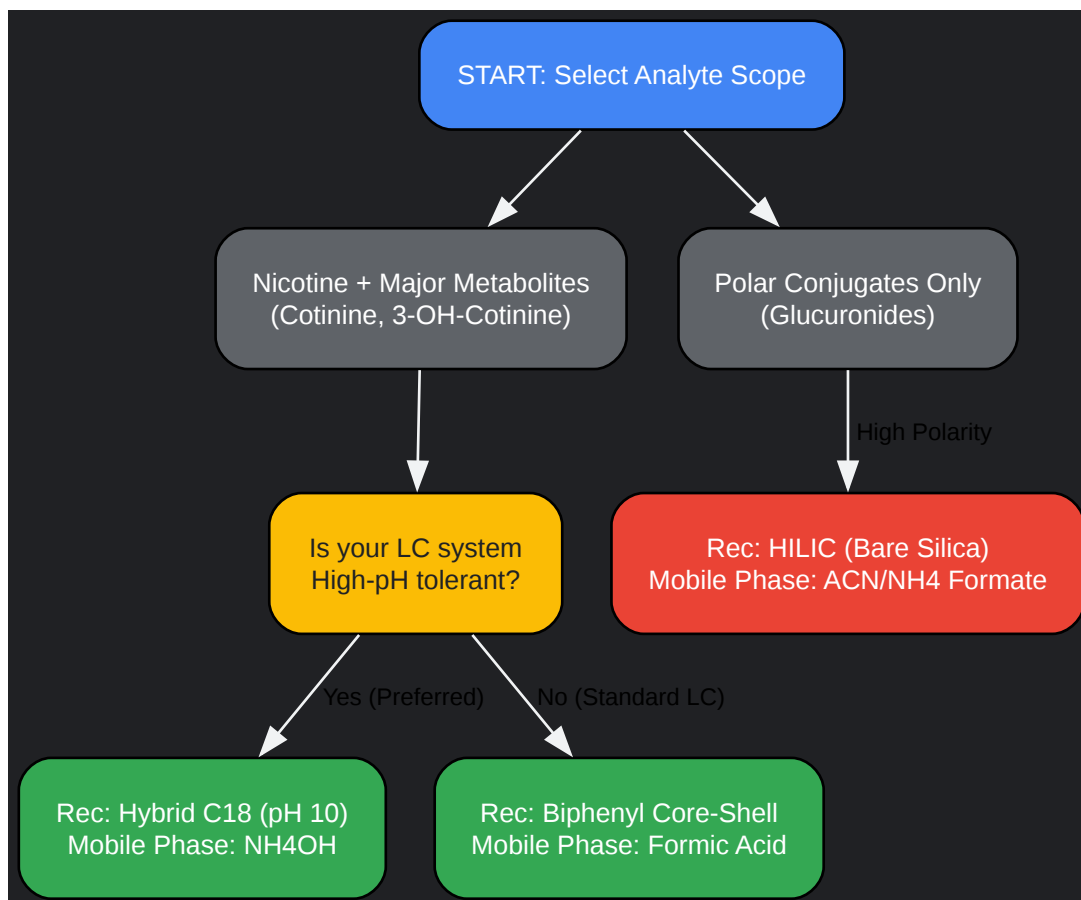 START: Select Analyte Scope
Nicotine + Major Metabolites
(Cotinine, 3-OH-Cotinine)
Polar Conjugates Only
(Glucuronides)
High Polarity
Is your LC system
High-pH tolerant?
Rec: HILIC (Bare Silica)
Mobile Phase: ACN/NH4 Formate
Yes (Preferred)
No (Standard LC)
Rec: Hybrid C18 (pH 10)
Mobile Phase: NH4OH
Rec: Biphenyl Core-Shell
Mobile Phase: Formic Acid